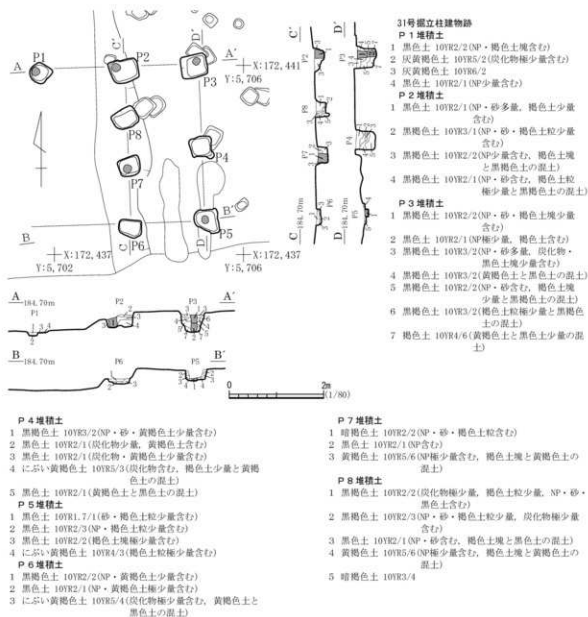 C′
D′
P1
P2
P3
A
A′
X:172,441
Y:5,706
P8
P4
P7
B′
B
P6
P5
C
D
X:172,437
Y:5,702
X:172,437
Y:5,706
A
184.70m
A′
P1
P2
P3
B
184.70m
B′
P6
P5
0
2m
(1/80)
C′
D′
P2
P3
P8
P4
P7
P6
P5
184.70m
184.70m
C
D
31号掘立柱建物跡
P1堆積土
1 黒褐色土 10YR2/2(NP・褐色土塊含む)
2 灰黄褐色土 10YR5/2(炭化物極少量含む)
3 灰黄褐色土 10YR6/2
4 黒色土 10YR2/1(NP少量含む)
P2堆積土
1 黒色土 10YR2/1(NP・砂多量，褐色土少量
含む)
2 黒褐色土 10YR3/1(NP・砂・褐色土粒少量
含む)
3 黒褐色土 10YR2/2(NP少量含む，褐色土塊
と黒褐色土の混土)
4 黒褐色土 10YR2/1(NP・砂含む，褐色土粒
極少量と黒褐色土の混土)
P3堆積土
1 黒褐色土 10YR2/2(NP・砂・褐色土塊少量
含む)
2 黒色土 10YR2/1(NP極少量，褐色土含む)
3 黒褐色土 10YR3/2(NP・砂多量，炭化物・
黒色土塊少量含む)
4 黒褐色土 10YR3/2(黄褐色土と黒色土の混土)
5 黒褐色土 10YR2/2(NP・砂含む，褐色土塊
少量と黒褐色土の混土)
6 黒褐色土 10YR3/2(褐色土粒極少量と黒褐色
土の混土)
7 褐色土 10YR4/6(黄褐色土と黒色土少量の混
土)
P4堆積土
1 黒褐色土 10YR3/2(NP・砂・黄褐色土少量含む)
2 黒色土 10YR2/1(炭化物少量，黄褐色土含む)
3 黒色土 10YR2/1(炭化物・黄褐色土少量含む)
4 にぶい黄褐色土 10YR5/3(炭化物含む，褐色土少量と黄褐
色土の混土)
5 黒色土 10YR2/1(黄褐色土と黒色土の混土)
P5堆積土
1 黒色土 10YR1.7/1(砂・褐色土粒少量含む)
2 黒褐色土 10YR2/3(NP・褐色土粒少量含む)
3 黒褐色土 10YR2/2(褐色土塊極少量含む)
4 にぶい黄褐色土 10YR4/3(褐色土粒極少量含む)
P6堆積土
1 黒褐色土 10YR2/2(NP・黄褐色土少量含む)
2 黒色土 10YR2/1(NP・黄褐色土極少量含む)
3 にぶい黄褐色土 10YR5/4(炭化物極少量含む，黄褐色土と
黒褐色土の混土)
P7堆積土
1 暗褐色土 10YR2/2(NP・砂・褐色土粒含む)
2 黒色土 10YR2/1(NP含む)
3 黄褐色土 10YR5/6(NP極少量含む，褐色土塊と黄褐色土の
混土)
P8堆積土
1 黒褐色土 10YR2/2(炭化物極少量，褐色土粒少量，NP・砂・
黒色土含む)
2 黒褐色土 10YR2/3(NP・砂・褐色土粒少量，炭化物極少量
含む)
3 黒色土 10YR2/1(NP・砂含む，褐色土塊と黒色土の混土)
4 黄褐色土 10YR5/6(NP極少量含む，褐色土塊と黄褐色土の
混土)
5 暗褐色土 10YR3/4